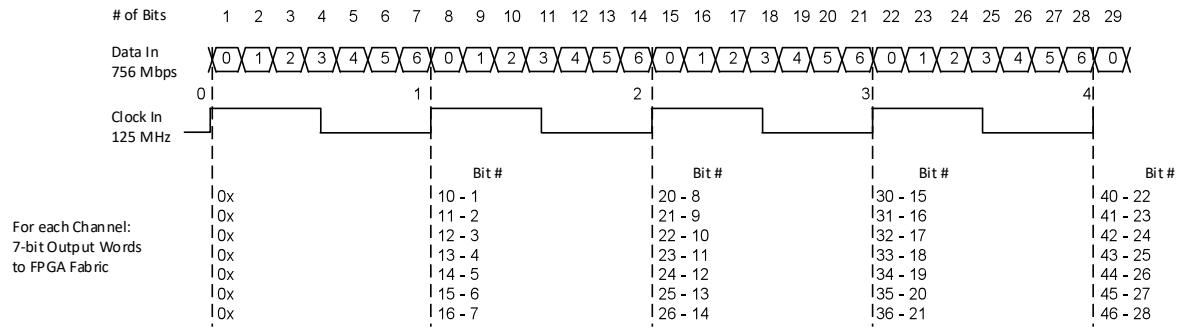 # of Bits 1 2 3 4 5 6 7 8 9 10 11 12 13 14 15 16 17 18 19 20 21 22 23 24 25 26 27 28 29
Data In 0 1 2 3 4 5 6 0 1 2 3 4 5 6 0 1 2 3 4 5 6 0 1 2 3 4 5 6 0
756 Mbps
0 1 2 3 4
Clock In
125 MHz
Bit # Bit # Bit # Bit #
0x 10 - 1 20 - 8 30 - 15 40 - 22
0x 11 - 2 21 - 9 31 - 16 41 - 23
For each Channel: 0x 12 - 3 22 - 10 32 - 17 42 - 24
7-bit Output Words 0x 13 - 4 23 - 11 33 - 18 43 - 25
to FPGA Fabric 0x 14 - 5 24 - 12 34 - 19 44 - 26
0x 15 - 6 25 - 13 35 - 20 45 - 27
0x 16 - 7 26 - 14 36 - 21 46 - 28